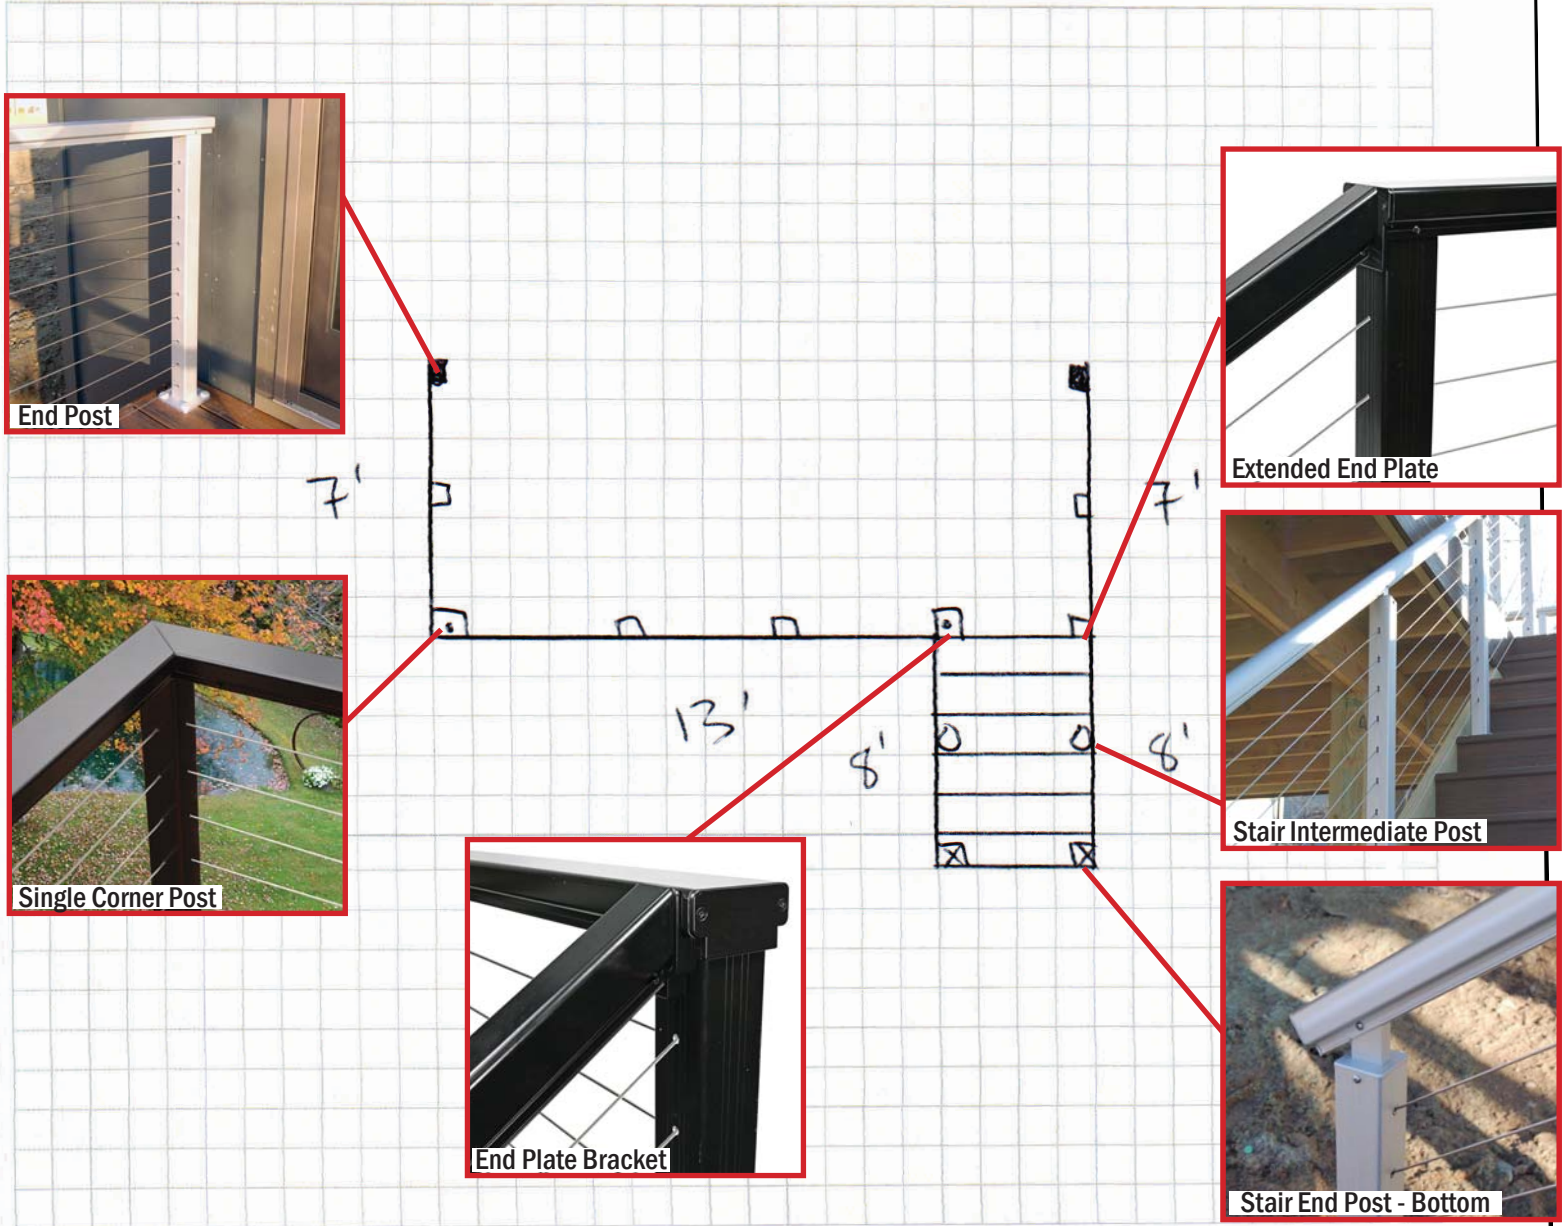 End Post
Extended End Plate
7'
7'
Single Corner Post
13'
8'
8'
Stair Intermediate Post
End Plate Bracket
Stair End Post - Bottom